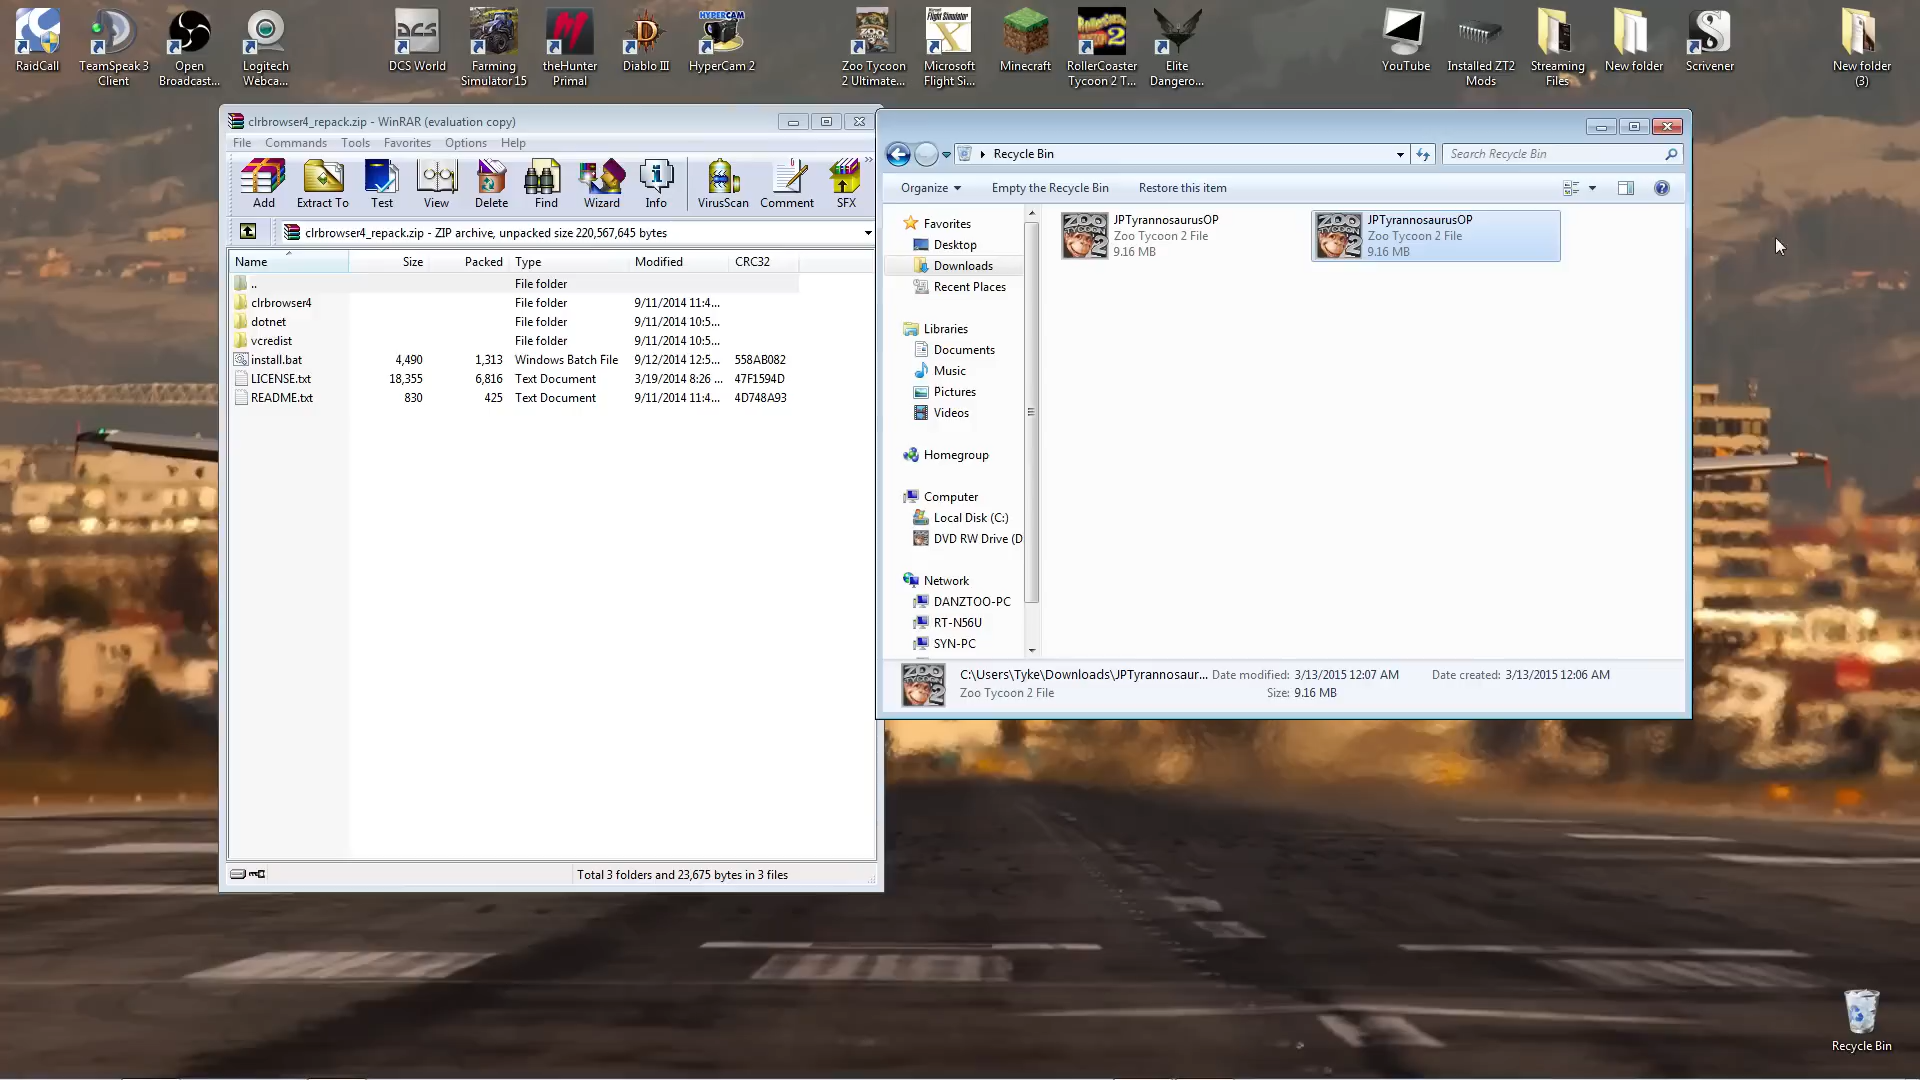 RaidCall
TeamSpeak 3
Client
Open
Broadcast...
Logitech
Webca...
DCS World
Farming
Simulator 15
theHunter
Primal
Diablo III
HYPERCAM
HyperCam 2
Zoo Tycoon
2 Ultimate...
Microsoft
Flight Si...
Minecraft
RollerCoaster
Tycoon 2 T...
Elite
Dangero...
YouTube
Installed ZT2
Mods
Streaming
Files
New folder
Scrivener
New folder
(3)
clrbrowser4_repack.zip - WinRAR (evaluation copy)
File Commands Tools Favorites Options Help
Add Extract To Test View Delete Find Wizard Info VirusScan Comment SFX
clrbrowser4_repack.zip - ZIP archive, unpacked size 220,567,645 bytes
Name Size Packed Type Modified CRC32
.. File folder
clrbrowser4 File folder 9/11/2014 11:4...
dotnet File folder 9/11/2014 10:5...
vcredist File folder 9/11/2014 10:5...
install.bat 4,490 1,313 Windows Batch File 9/12/2014 12:5... 558AB082
LICENSE.txt 18,355 6,816 Text Document 3/19/2014 8:26 ... 47F1594D
README.txt 830 425 Text Document 9/11/2014 11:4... 4D748A93
Total 3 folders and 23,675 bytes in 3 files
Recycle Bin
Search Recycle Bin
Organize Empty the Recycle Bin Restore this item
Favorites
Desktop
Downloads
Recent Places
Libraries
Documents
Music
Pictures
Videos
Homegroup
Computer
Local Disk (C:)
DVD RW Drive (D
Network
DANZTOO-PC
RT-N56U
SYN-PC
JPTyrannosaurusOP
Zoo Tycoon 2 File
9.16 MB
JPTyrannosaurusOP
Zoo Tycoon 2 File
9.16 MB
C:\Users\Tyke\Downloads\JPTyrannosaur... Date modified: 3/13/2015 12:07 AM Date created: 3/13/2015 12:06 AM
Zoo Tycoon 2 File Size: 9.16 MB
Recycle Bin